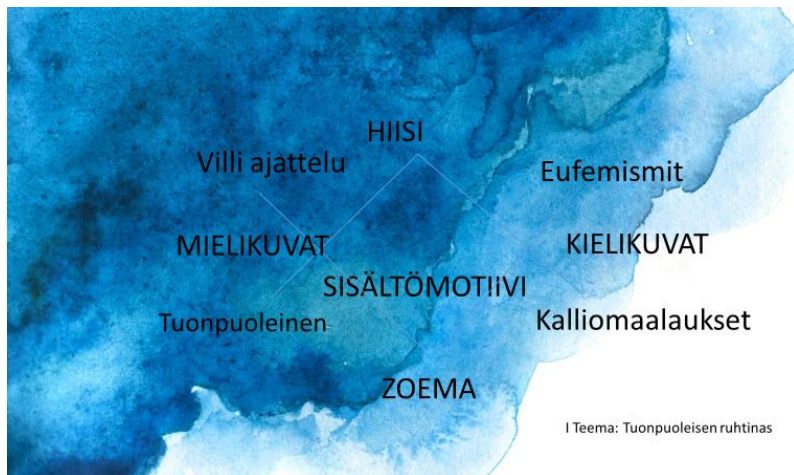 HIISI
Villi ajattelu
Eufemismit
MIELIKUVAT
KIELIKUVAT
SISÄLTÖMOTIIVI
Tuonpuoleinen
Kalliomaalaukset
ZOEMA
I Teema: Tuonpuoleisen ruhtinas